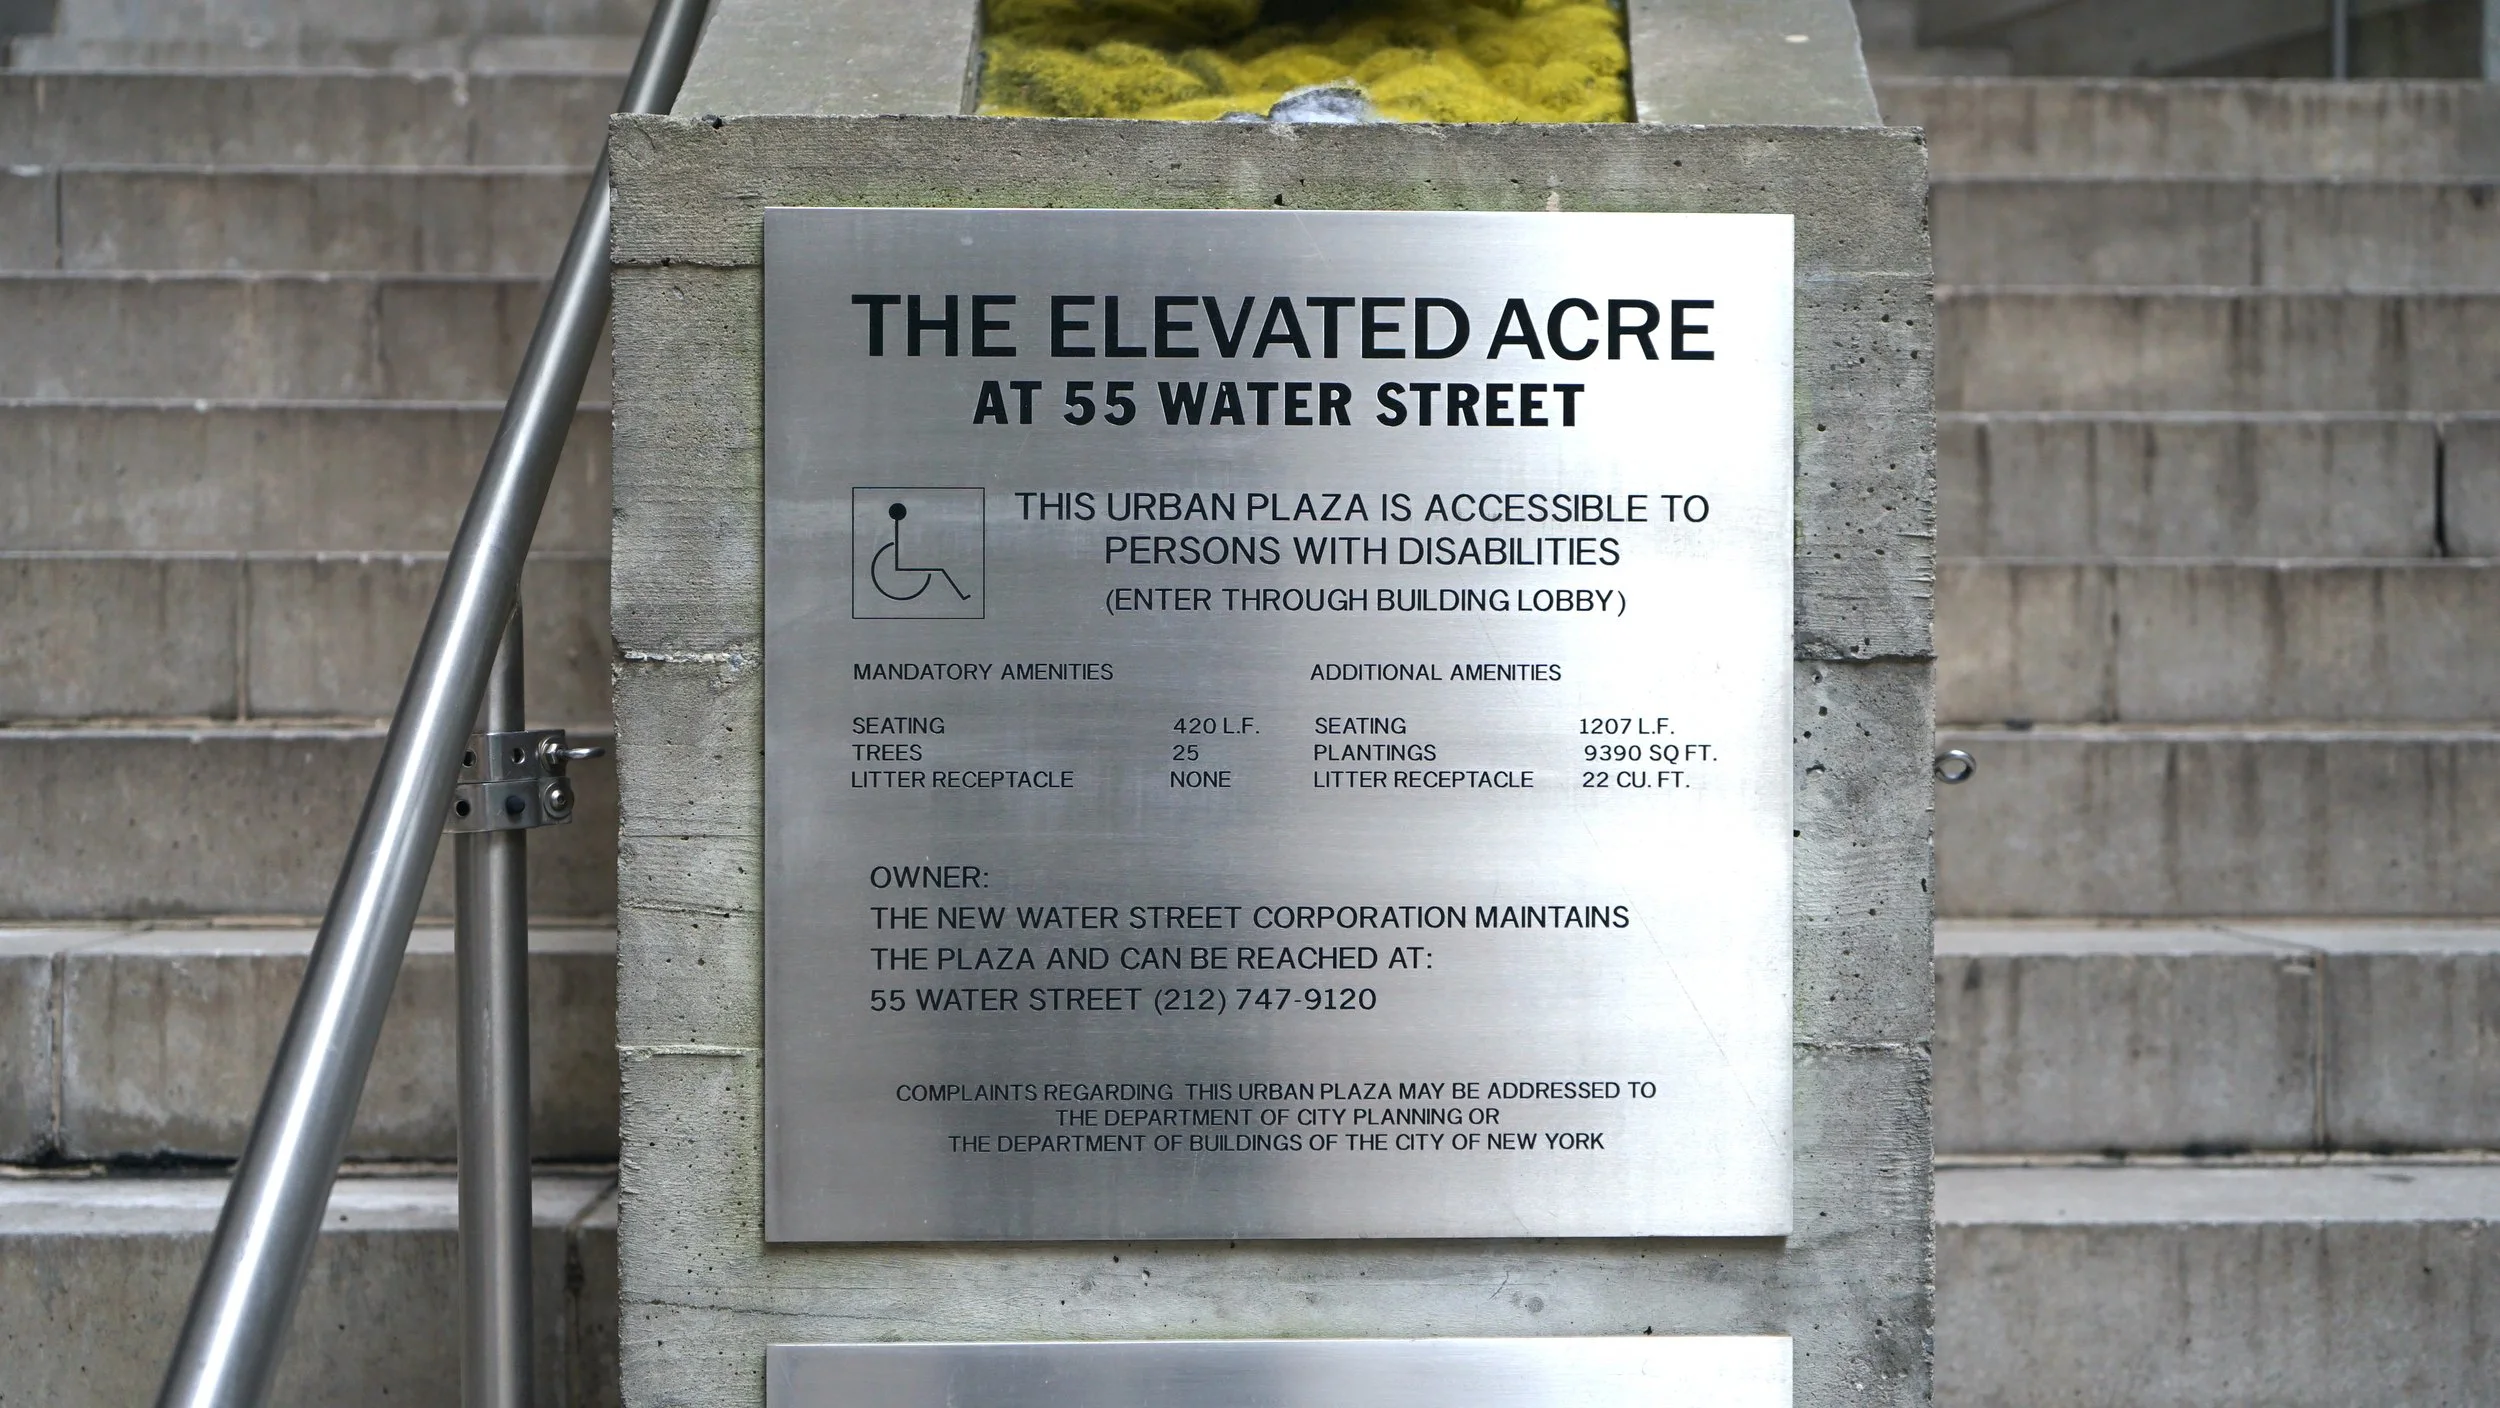 THE ELEVATED ACRE
AT 55 WATER STREET
THIS URBAN PLAZA IS ACCESSIBLE TO
PERSONS WITH DISABILITIES
(ENTER THROUGH BUILDING LOBBY)
MANDATORY AMENITIES
SEATING 420 L.F.
TREES 25
LITTER RECEPTACLE NONE
ADDITIONAL AMENITIES
SEATING 1207 L.F.
PLANTINGS 9390 SQ FT.
LITTER RECEPTACLE 22 CU. FT.
OWNER:
THE NEW WATER STREET CORPORATION MAINTAINS
THE PLAZA AND CAN BE REACHED AT:
55 WATER STREET (212) 747-9120
COMPLAINTS REGARDING THIS URBAN PLAZA MAY BE ADDRESSED TO
THE DEPARTMENT OF CITY PLANNING OR
THE DEPARTMENT OF BUILDINGS OF THE CITY OF NEW YORK